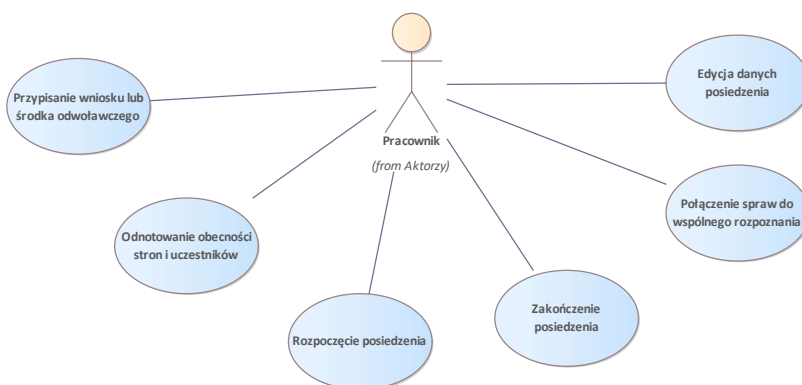 Edycja danych
posiedzenia
Przypisanie wniosku lub
środka odwoławczego
Pracownik
(from Aktorzy)
Połączenie spraw do
wspólnego rozpoznania
Odnotowanie obecności
stron i uczestników
Zakończenie
posiedzenia
Rozpoczęcie posiedzenia